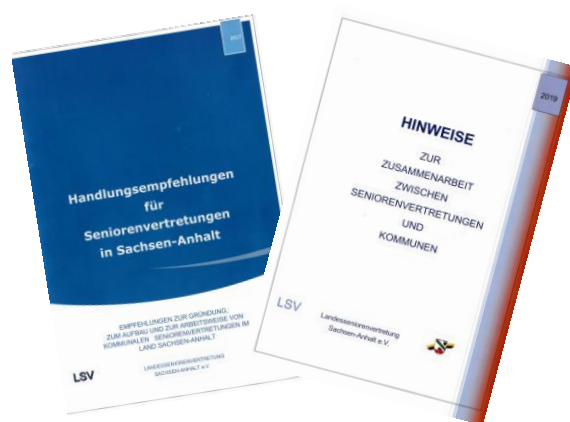 Handlungsempfehlungen
für
Seniorenvertretungen
in Sachsen-Anhalt
EMPFEHLUNGEN ZUR GRÜNDUNG,
ZUM AUFBAU UND ZUR ARBEITSWEISE VON
KOMMUNALEN SENIORENVERTRETUNGEN IM
LAND SACHSEN-ANHALT
LSV
LANDESSENIORENVERTRETUNG
SACHSEN-ANHALT e.V.
2019
HINWEISE
ZUR
ZUSAMMENARBEIT
ZWISCHEN
SENIORENVERTRETUNGEN
UND
KOMMUNEN
LSV
Landesseniorenvertretung
Sachsen-Anhalt e.V.